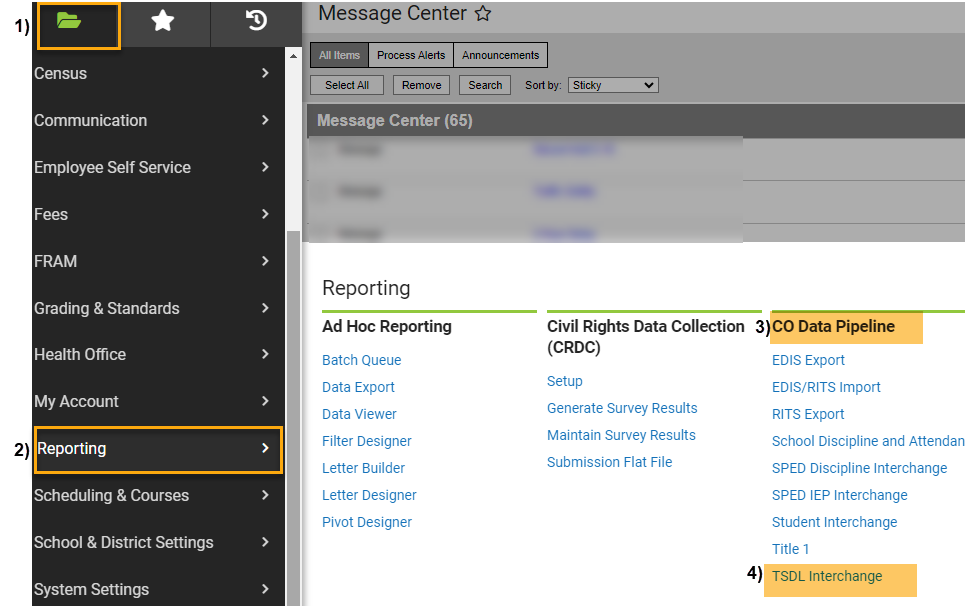 1)
Message Center
All Items Process Alerts Announcements
Select All Remove Search Sort by: Sticky
Message Center (65)
Census
Communication
Employee Self Service
Fees
FRAM
Grading & Standards
Health Office
My Account
2) Reporting
Scheduling & Courses
School & District Settings
System Settings
Reporting
Ad Hoc Reporting
Batch Queue
Data Export
Data Viewer
Filter Designer
Letter Builder
Letter Designer
Pivot Designer
Civil Rights Data Collection
(CRDC)
Setup
Generate Survey Results
Maintain Survey Results
Submission Flat File
3) CO Data Pipeline
EDIS Export
EDIS/RITS Import
RITS Export
School Discipline and Attendan
SPED Discipline Interchange
SPED IEP Interchange
Student Interchange
Title 1
4) TSDL Interchange